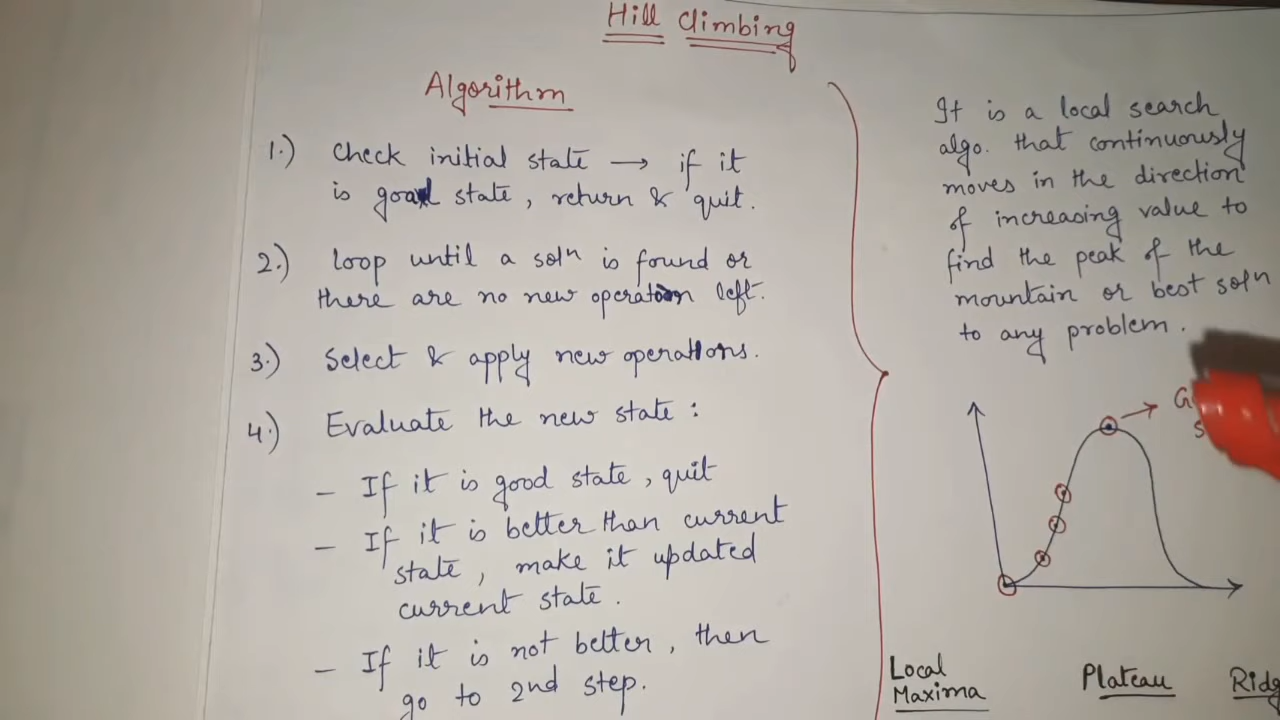 Hill Climbing
Algorithm
1.) Check initial state → if it
is goal state, return & quit.
2.) Loop until a solⁿ is found or
there are no new operation left.
3.) Select & apply new operations.
4.) Evaluate the new state :
- If it is good state, quit
- If it is better than current
state, make it updated
current state.
- If it is not better, then
go to 2nd step.
It is a local search
algo. that continuously
moves in the direction
of increasing value to
find the peak of the
mountain or best solⁿ
to any problem.
Local
Maxima
Plateau